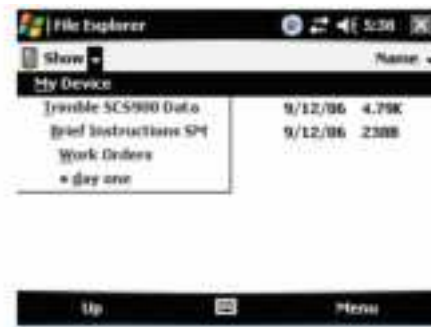 File Explorer 5:38
Show Name
My Device
Trimble SCS900 Data 9/12/06 4.79K
Brief Instructions SM 9/12/06 238B
Work Orders
day one
Up Menu